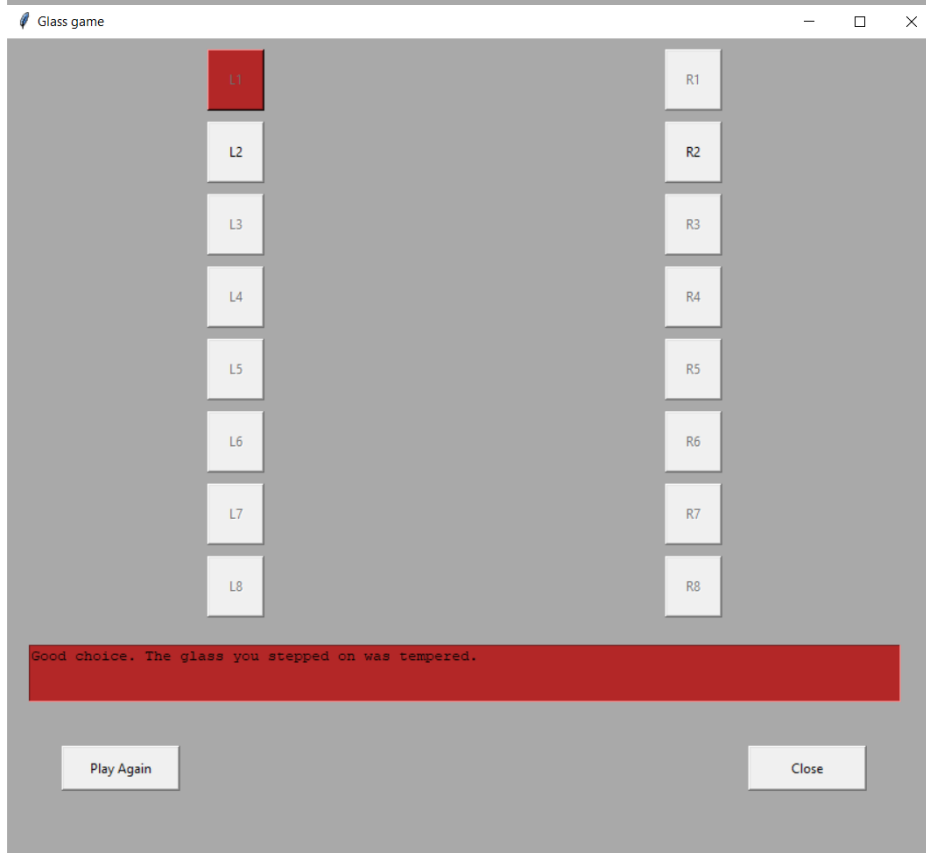 Glass game
L1 R1
L2 R2
L3 R3
L4 R4
L5 R5
L6 R6
L7 R7
L8 R8
Good choice. The glass you stepped on was tempered.
Play Again Close